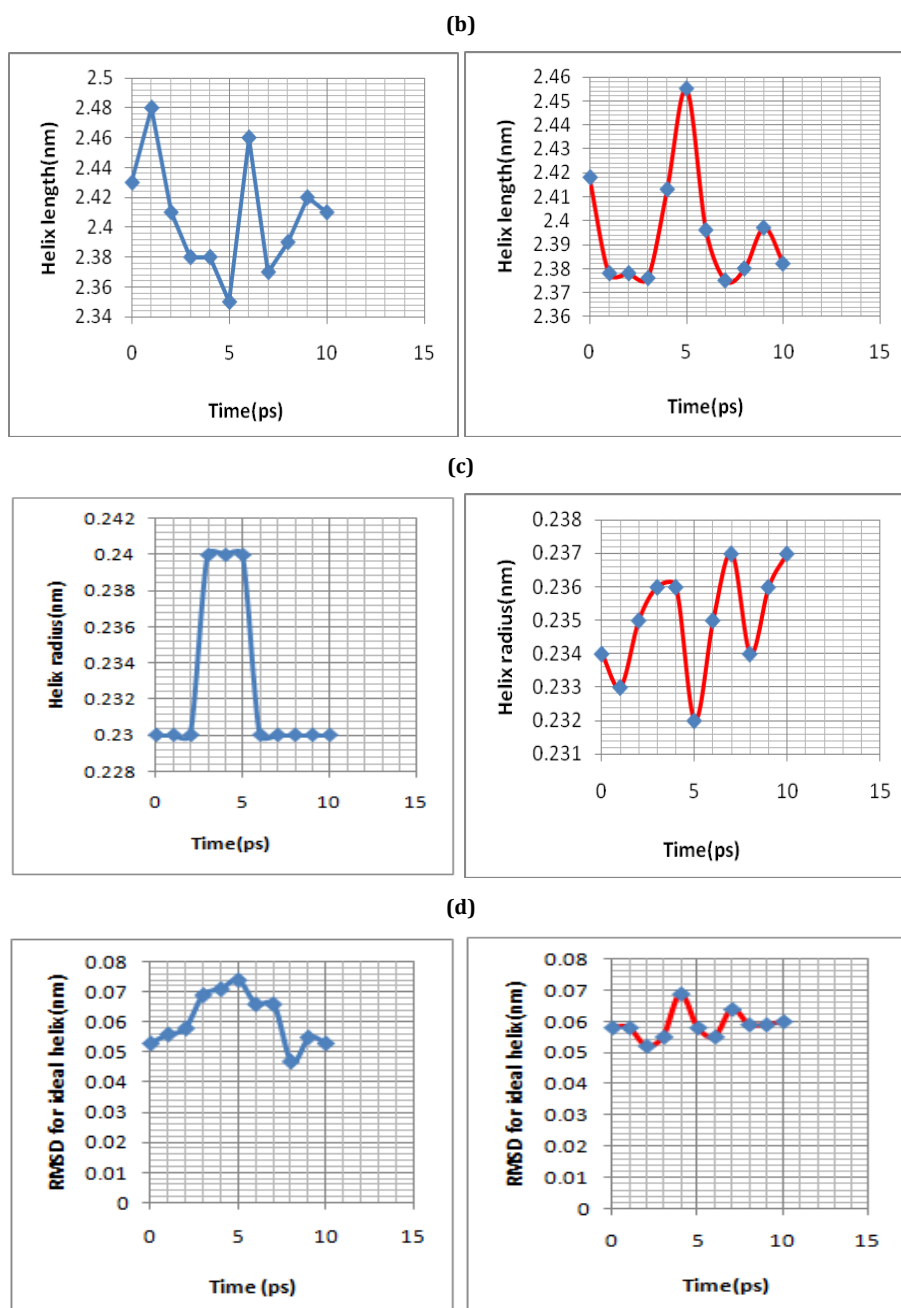 (b)
Helix length(nm)
2.5
2.48
2.46
2.44
2.42
2.4
2.38
2.36
2.34
0 5 10 15
Time(ps)
Helix length(nm)
2.46
2.45
2.44
2.43
2.42
2.41
2.4
2.39
2.38
2.37
2.36
0 5 10 15
Time(ps)
(c)
Helix radius(nm)
0.242
0.24
0.238
0.236
0.234
0.232
0.23
0.228
0 5 10 15
Time(ps)
Helix radius(nm)
0.238
0.237
0.236
0.235
0.234
0.233
0.232
0.231
0 5 10 15
Time(ps)
(d)
RMSD for ideal helix(nm)
0.08
0.07
0.06
0.05
0.04
0.03
0.02
0.01
0
0 5 10 15
Time (ps)
RMSD for ideal helix(nm)
0.08
0.07
0.06
0.05
0.04
0.03
0.02
0.01
0
0 5 10 15
Time(ps)